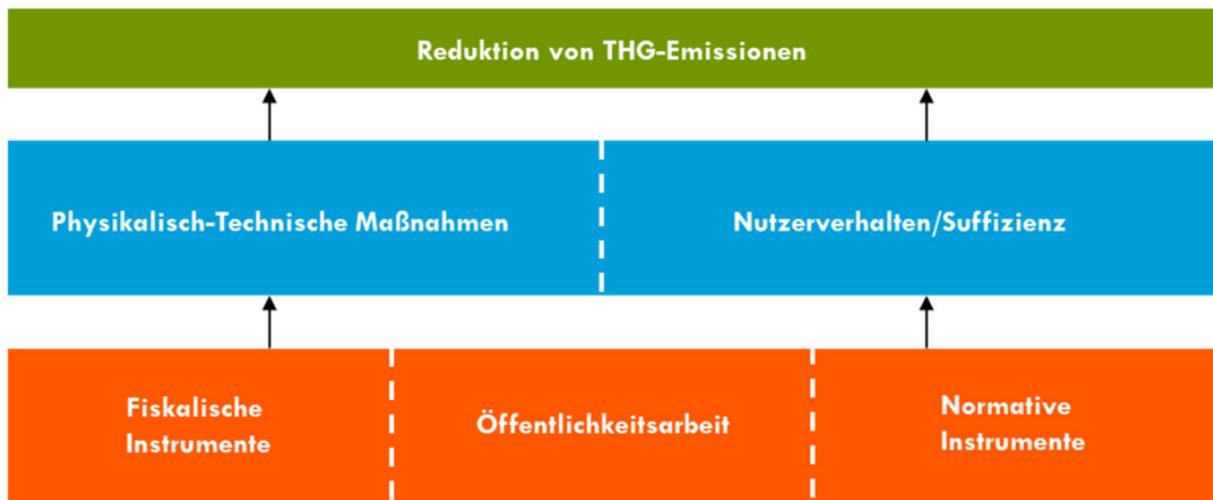 Reduktion von THG-Emissionen
Physikalisch-Technische Maßnahmen
Nutzerverhalten/Suffizienz
Fiskalische
Instrumente
Öffentlichkeitsarbeit
Normative
Instrumente